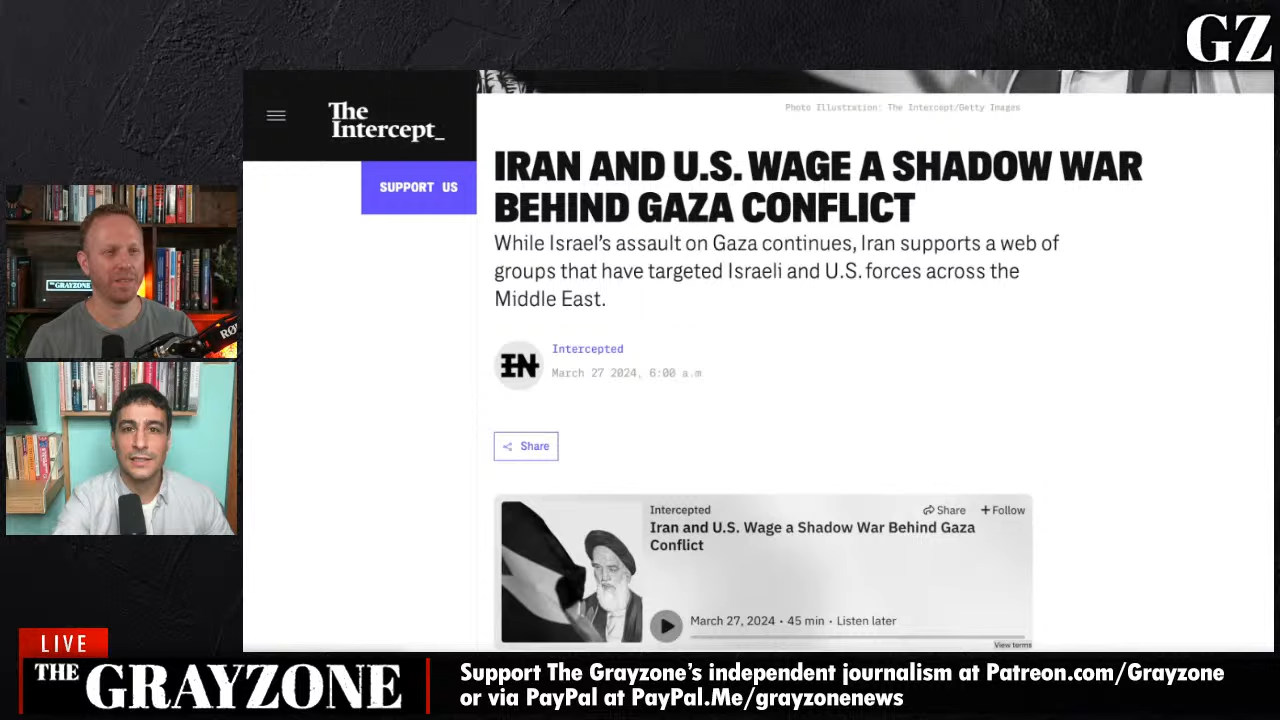 GZ
The
Intercept_
SUPPORT US
Photo Illustration: The Intercept/Getty Images
IRAN AND U.S. WAGE A SHADOW WAR
BEHIND GAZA CONFLICT
While Israel’s assault on Gaza continues, Iran supports a web of
groups that have targeted Israeli and U.S. forces across the
Middle East.
IN
Intercepted
March 27 2024, 6:00 a.m
Share
Intercepted
Share
+ Follow
Iran and U.S. Wage a Shadow War Behind Gaza
Conflict
March 27, 2024 · 45 min · Listen later
View terms
THE GRAYZONE
LIVE
THE GRAYZONE
Support The Grayzone’s independent journalism at Patreon.com/Grayzone
or via PayPal at PayPal.Me/grayzonenews